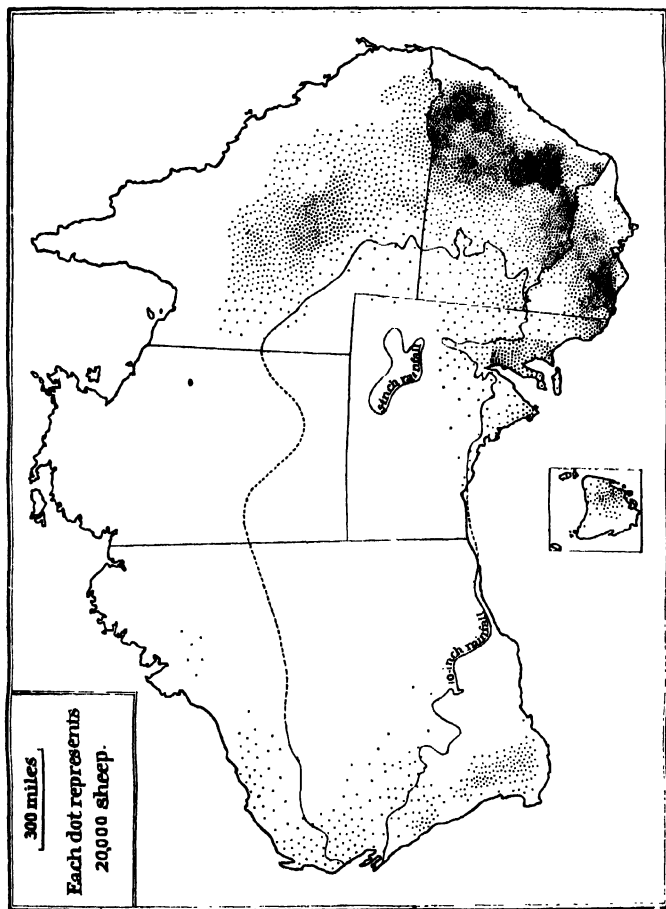 300 miles
Each dot represents
20,000 sheep.
10-inch rainfall